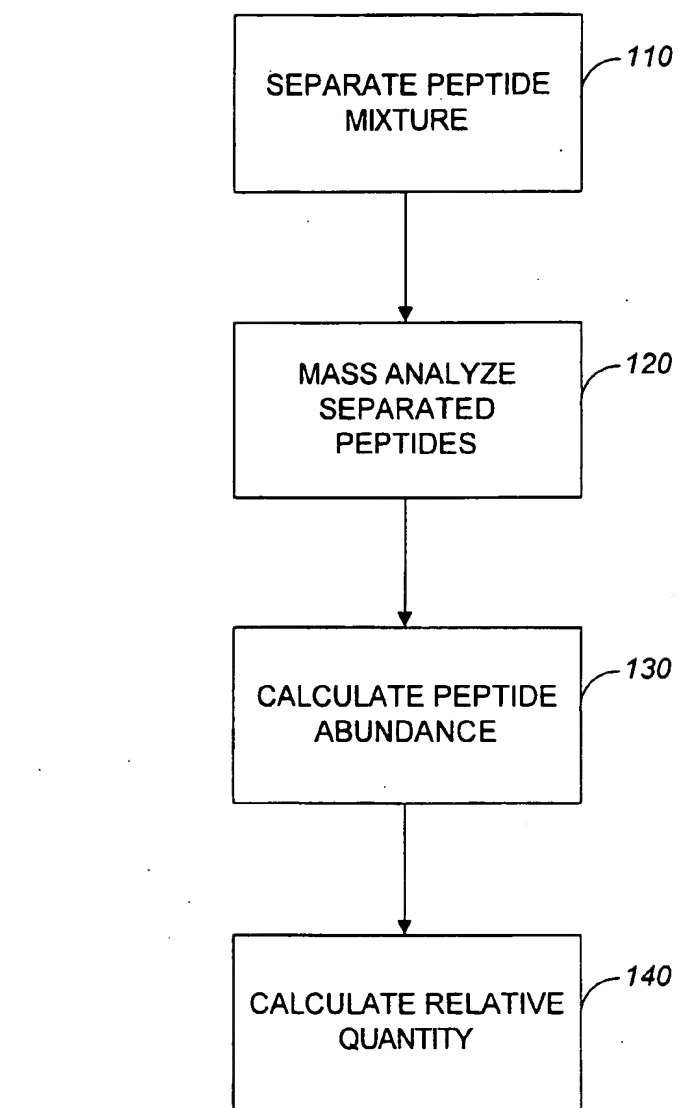 110
SEPARATE PEPTIDE
MIXTURE
120
MASS ANALYZE
SEPARATED
PEPTIDES
130
CALCULATE PEPTIDE
ABUNDANCE
140
CALCULATE RELATIVE
QUANTITY